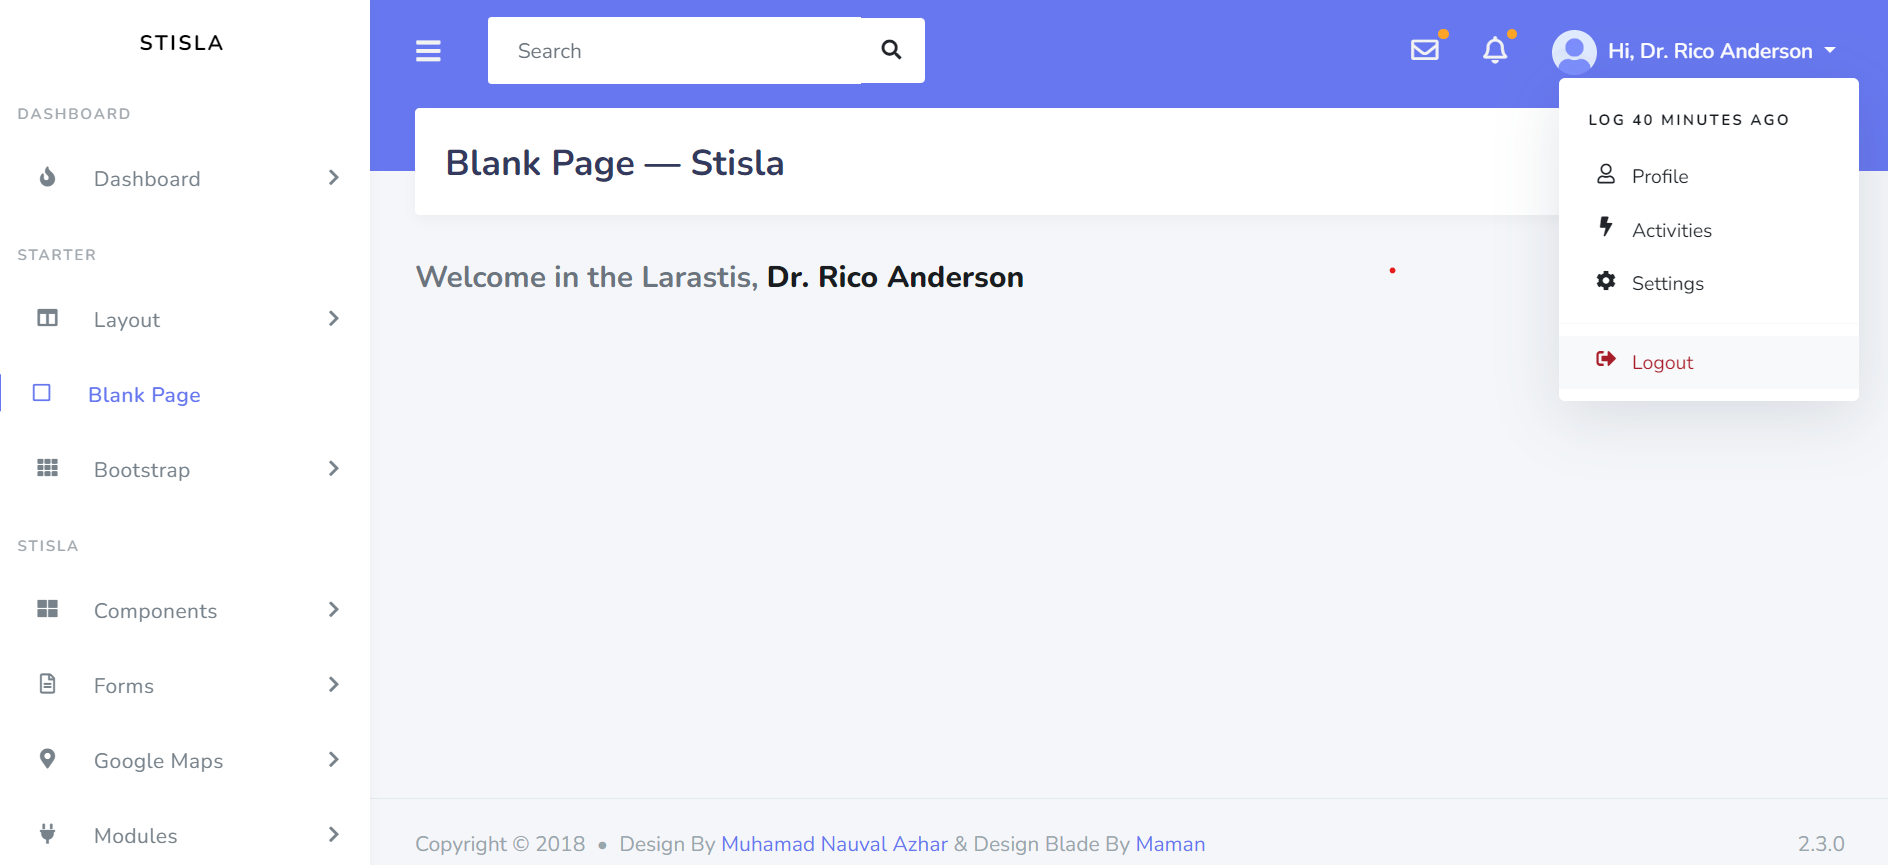 STISLA
DASHBOARD
Dashboard
STARTER
Layout
Blank Page
Bootstrap
STISLA
Components
Forms
Google Maps
Modules
Search
Hi, Dr. Rico Anderson
LOG 40 MINUTES AGO
Profile
Activities
Settings
Logout
Blank Page — Stisla
Welcome in the Larastis, Dr. Rico Anderson
Copyright © 2018 • Design By Muhamad Nauval Azhar & Design Blade By Maman
2.3.0